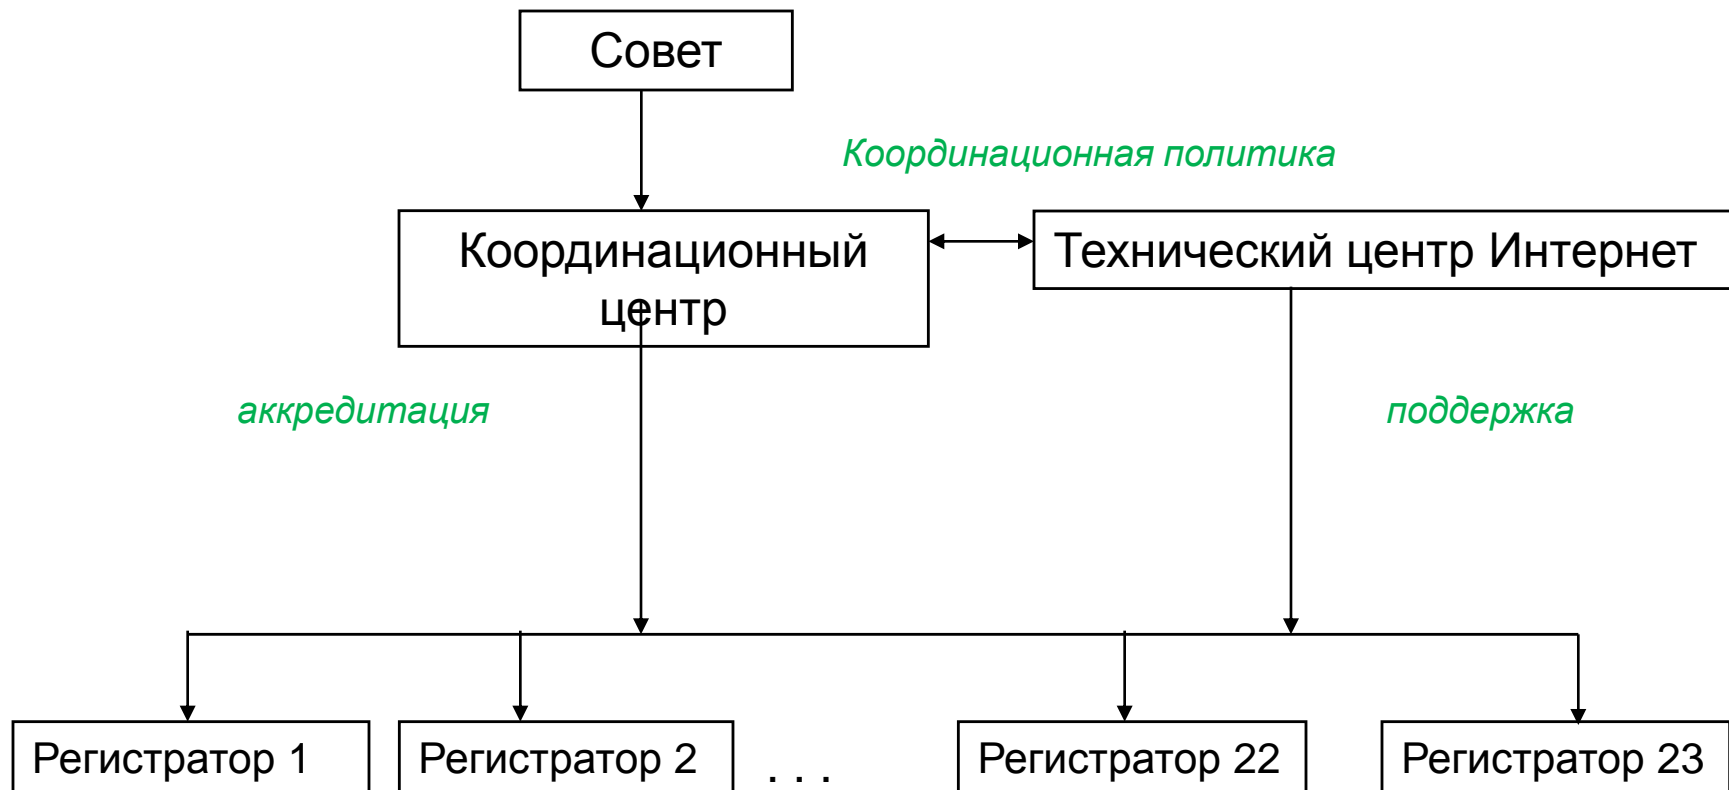 Совет
Координационная политика
Координационный
центр
Технический центр Интернет
аккредитация
поддержка
Регистратор 1
Регистратор 2
. . .
Регистратор 22
Регистратор 23